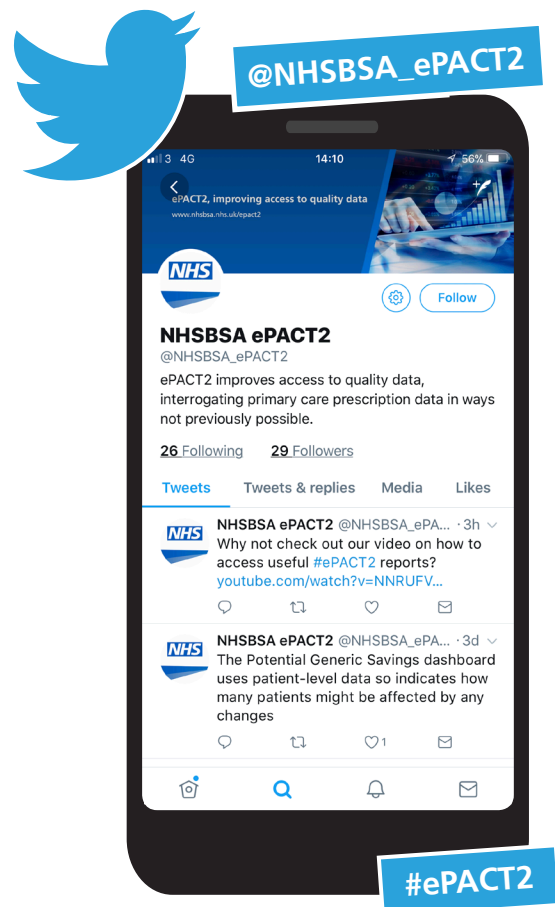 @NHSBSA_ePACT2
3 4G 14:10 56%
ePACT2, improving access to quality data
www.nhsbsa.nhs.uk/epact2
NHS
Follow
NHSBSA ePACT2
@NHSBSA_ePACT2
ePACT2 improves access to quality data,
interrogating primary care prescription data in ways
not previously possible.
26 Following 29 Followers
Tweets Tweets & replies Media Likes
NHS
NHSBSA ePACT2 @NHSBSA_ePA... · 3h
Why not check out our video on how to
access useful #ePACT2 reports?
youtube.com/watch?v=NNRUFV...
NHS
NHSBSA ePACT2 @NHSBSA_ePA... · 3d
The Potential Generic Savings dashboard
uses patient-level data so indicates how
many patients might be affected by any
changes
1
#ePACT2